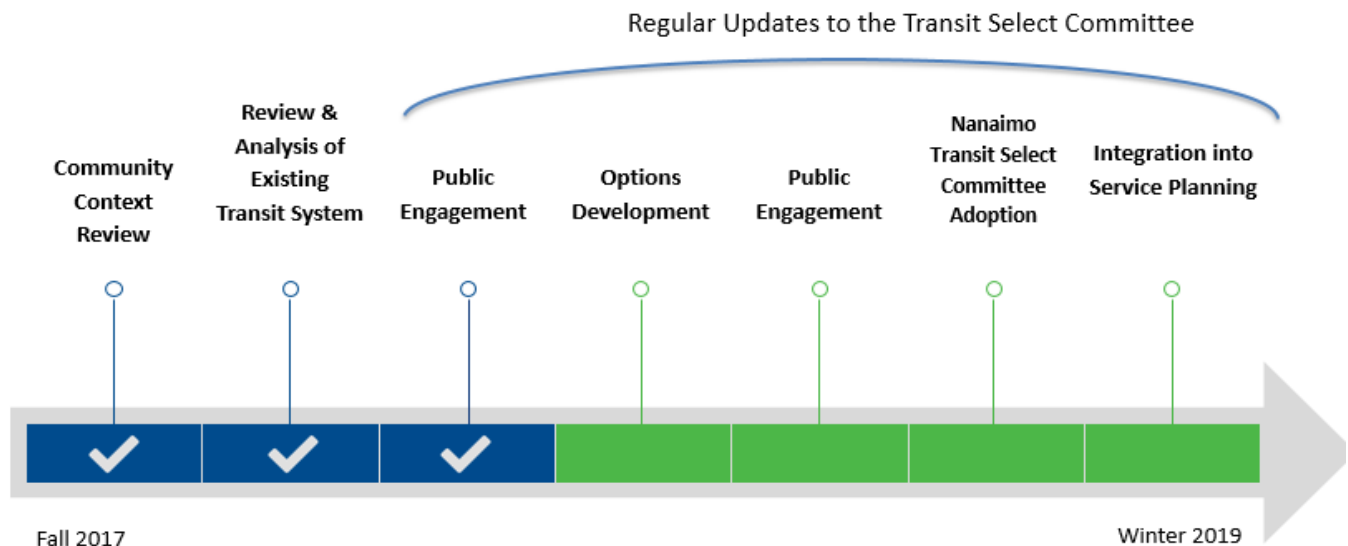 Regular Updates to the Transit Select Committee
Community
Context
Review
Review &
Analysis of
Existing
Transit System
Public
Engagement
Options
Development
Public
Engagement
Nanaimo
Transit Select
Committee
Adoption
Integration into
Service Planning
Fall 2017
Winter 2019